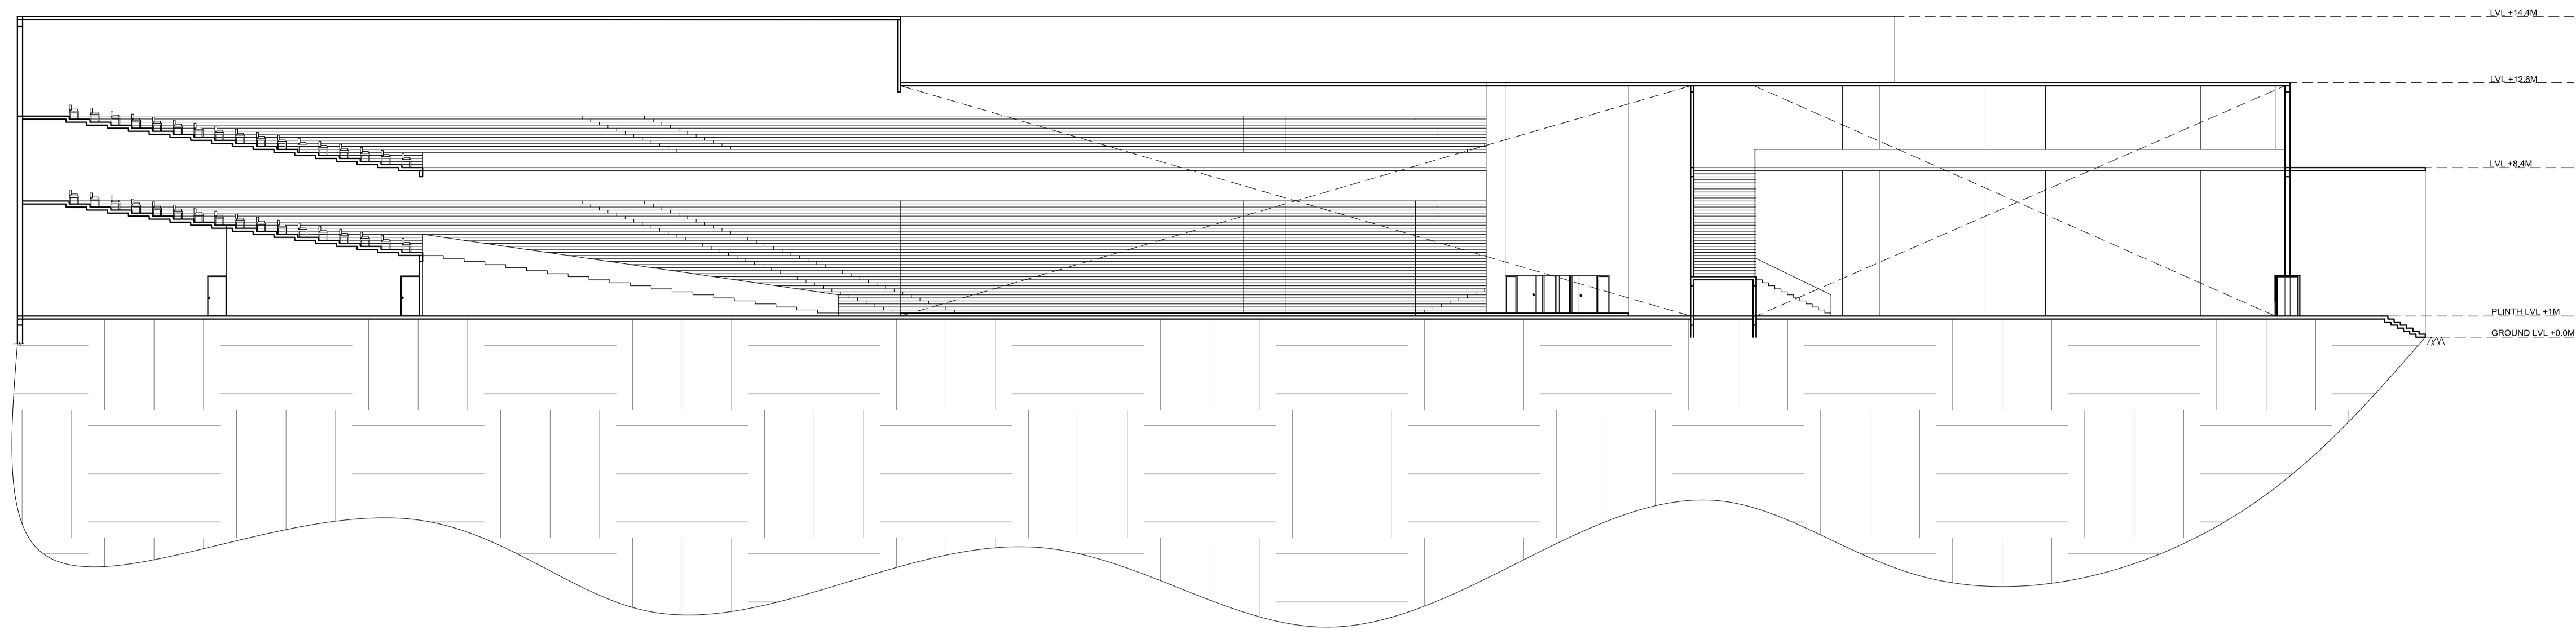 LVL +14.4M
LVL +12.6M
LVL +8.4M
PLINTH LVL +1M
GROUND LVL +0.0M